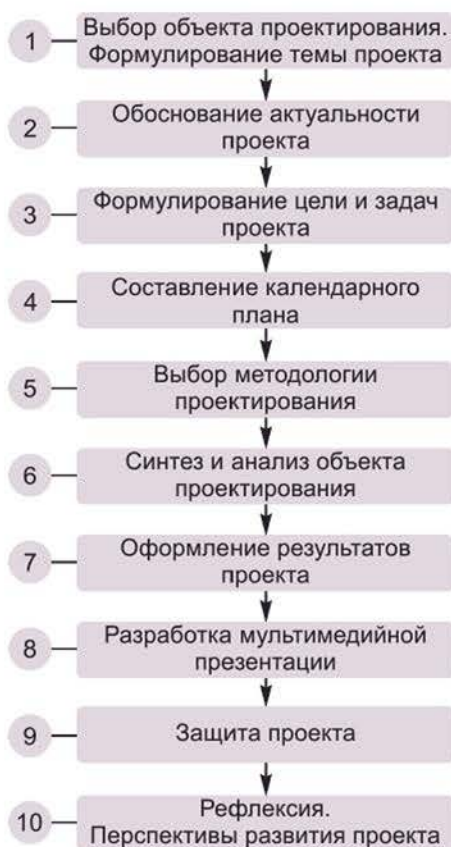 1
Выбор объекта проектирования.
Формулирование темы проекта
2
Обоснование актуальности
проекта
3
Формулирование цели и задач
проекта
4
Составление календарного
плана
5
Выбор методологии
проектирования
6
Синтез и анализ объекта
проектирования
7
Оформление результатов
проекта
8
Разработка мультимедийной
презентации
9
Защита проекта
10
Рефлексия.
Перспективы развития проекта